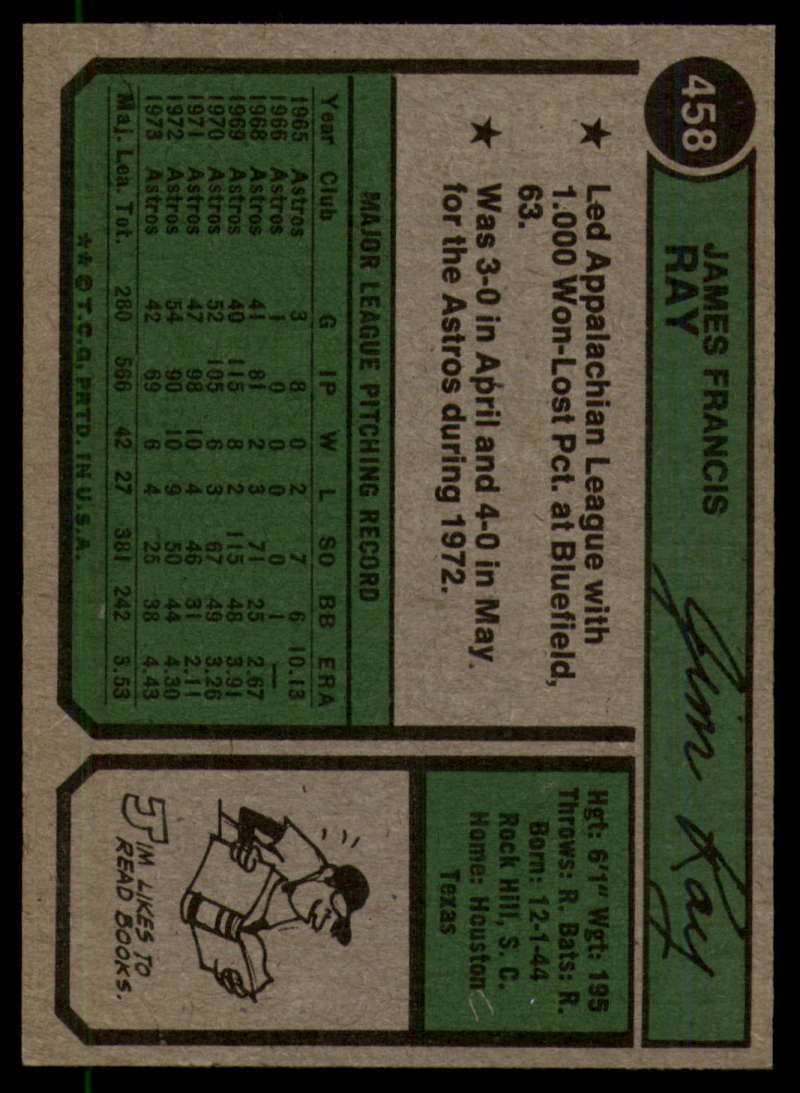 458
JAMES FRANCIS
RAY
Jim Ray
★ Led Appalachian League with
1.000 Won-Lost Pct. at Bluefield,
63.
★ Was 3-0 in April and 4-0 in May
for the Astros during 1972.
MAJOR LEAGUE PITCHING RECORD
Year Club G IP W L SO BB ERA
1965 Astros 3 8 0 2 7 6 10.13
1966 Astros 1 0 0 0 0 1 —
1968 Astros 41 81 2 3 71 25 2.67
1969 Astros 40 115 8 2 115 48 3.91
1970 Astros 52 105 6 3 67 49 3.26
1971 Astros 47 98 10 4 46 31 2.11
1972 Astros 54 90 10 9 50 44 4.30
1973 Astros 42 69 6 4 25 38 4.43
Maj. Lea. Tot. 280 566 42 27 381 242 3.53
** © T.C.G. PRTD. IN U.S.A.
Hgt: 6'1" Wgt: 195
Throws: R. Bats: R.
Born: 12-1-44
Rock Hill, S. C.
Home: Houston
Texas
JIM LIKES TO
READ BOOKS.